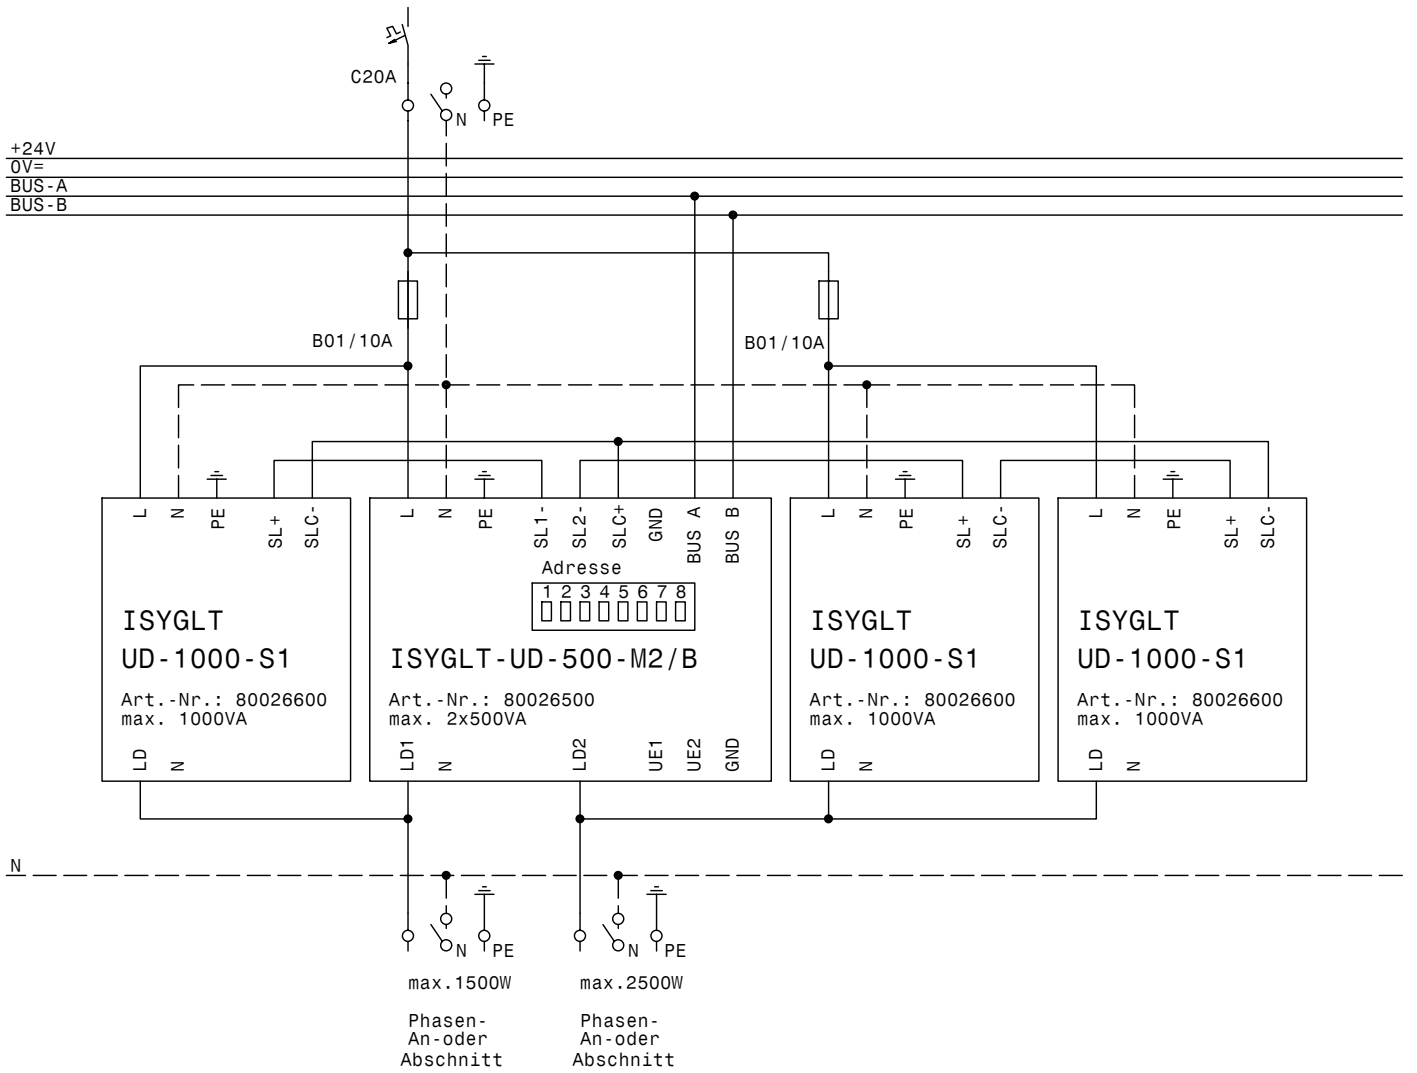 C20A
N
PE
+24V
0V=
BUS-A
BUS-B
B01/10A
B01/10A
L
N
PE
SL+
SLC-
L
N
PE
SL1-
SL2-
SLC+
GND
BUS A
BUS B
L
N
PE
SL+
SLC-
L
N
PE
SL+
SLC-
Adresse
1 2 3 4 5 6 7 8
ISYGLT
UD-1000-S1
Art.-Nr.: 80026600
max. 1000VA
LD
N
ISYGLT-UD-500-M2/B
Art.-Nr.: 80026500
max. 2x500VA
LD1
N
LD2
UE1
UE2
GND
ISYGLT
UD-1000-S1
Art.-Nr.: 80026600
max. 1000VA
LD
N
ISYGLT
UD-1000-S1
Art.-Nr.: 80026600
max. 1000VA
LD
N
N
N
PE
max.1500W
Phasen-
An-oder
Abschnitt
N
PE
max.2500W
Phasen-
An-oder
Abschnitt